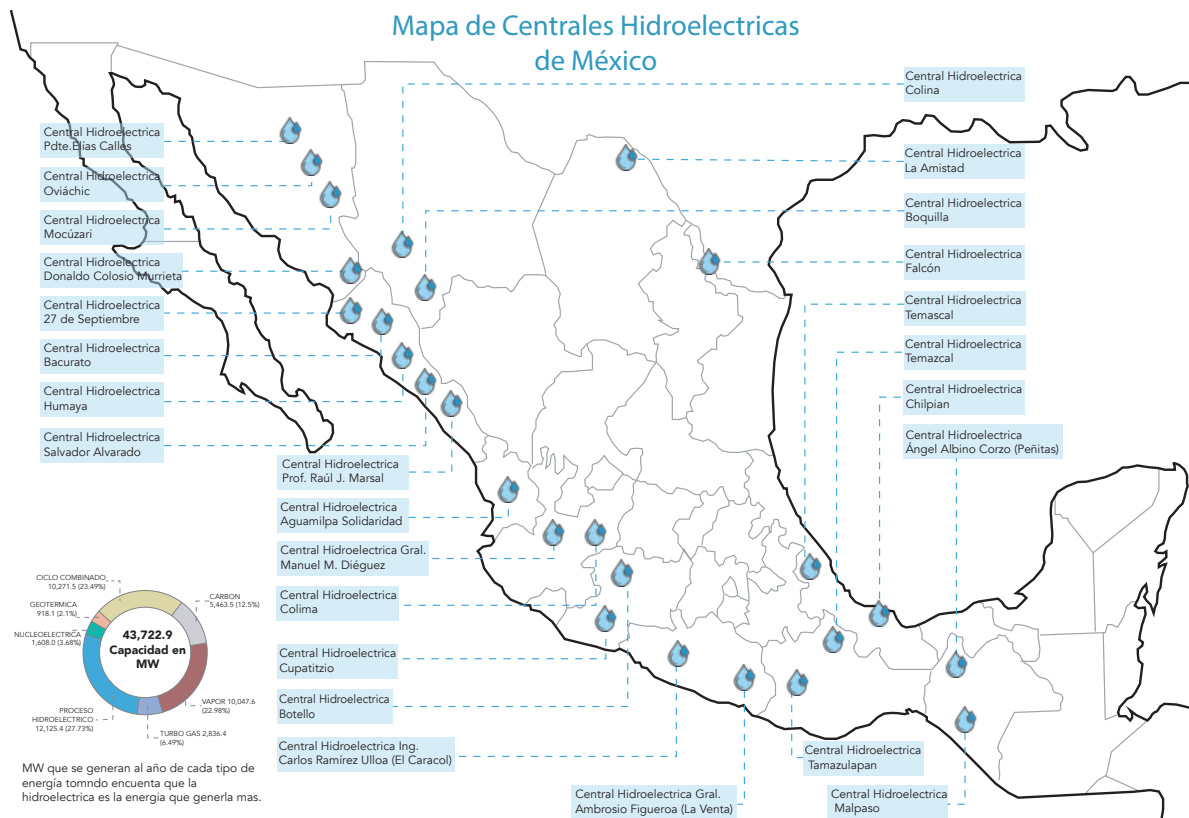 Mapa de Centrales Hidroelectricas
de México
Central Hidroelectrica
Pdte.Elías Calles
Central Hidroelectrica
Oviáchic
Central Hidroelectrica
Mocúzari
Central Hidroelectrica
Donaldo Colosio Murrieta
Central Hidroelectrica
27 de Septiembre
Central Hidroelectrica
Bacurato
Central Hidroelectrica
Humaya
Central Hidroelectrica
Salvador Alvarado
Central Hidroelectrica
Colina
Central Hidroelectrica
La Amistad
Central Hidroelectrica
Boquilla
Central Hidroelectrica
Falcón
Central Hidroelectrica
Temascal
Central Hidroelectrica
Temazcal
Central Hidroelectrica
Chilpian
Central Hidroelectrica
Ángel Albino Corzo (Peñitas)
Central Hidroelectrica
Prof. Raúl J. Marsal
Central Hidroelectrica
Aguamilpa Solidaridad
Central Hidroelectrica Gral.
Manuel M. Diéguez
Central Hidroelectrica
Colima
Central Hidroelectrica
Cupatitzio
Central Hidroelectrica
Botello
Central Hidroelectrica Ing.
Carlos Ramírez Ulloa (El Caracol)
Central Hidroelectrica Gral.
Ambrosio Figueroa (La Venta)
Central Hidroelectrica
Tamazulapan
Central Hidroelectrica
Malpaso
CICLO COMBINADO
10,271.5 (23.49%)
GEOTERMICA
918.1 (2.1%)
NUCLEOELECTRICA
1,608.0 (3.68%)
CARBON
5,463.5 (12.5%)
43,722.9
Capacidad en
MW
PROCESO
HIDROELECTRICO
12,125.4 (27.73%)
VAPOR 10,047.6
(22.98%)
TURBO GAS 2,836.4
(6.49%)
MW que se generan al año de cada tipo de
energía tomndo encuenta que la
hidroelectrica es la energia que generla mas.